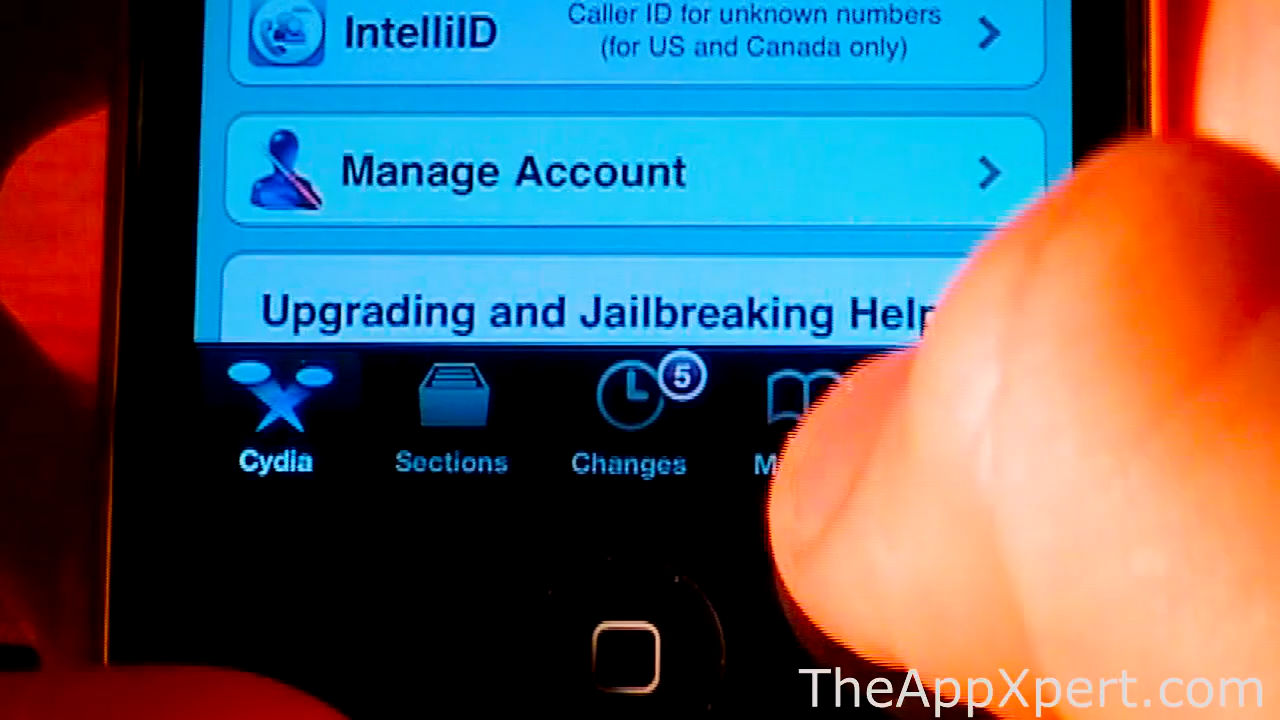 IntelliID
Caller ID for unknown numbers
(for US and Canada only)
Manage Account
Upgrading and Jailbreaking Help
5
Cydia
Sections
Changes
TheAppXpert.com